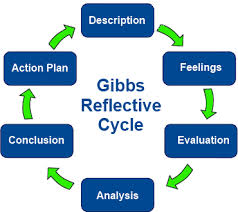 Description
Feelings
Evaluation
Analysis
Conclusion
Action Plan
Gibbs
Reflective
Cycle